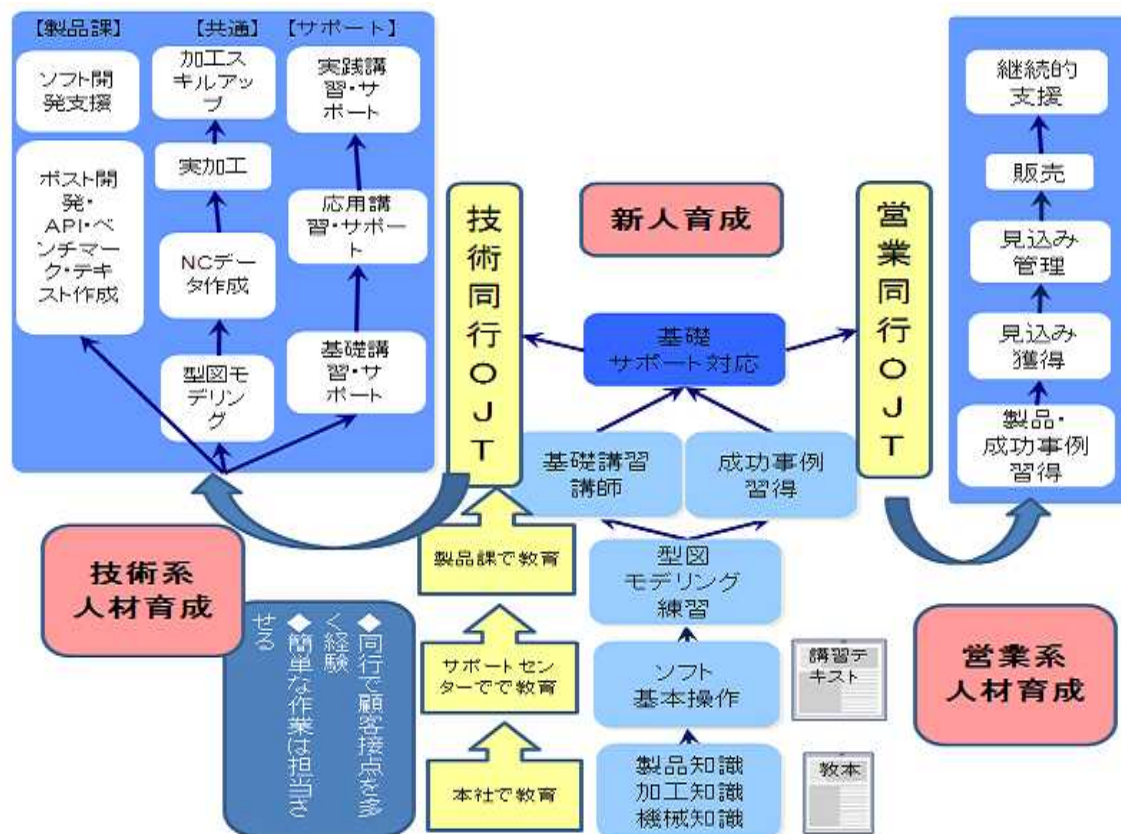 【製品課】
【共通】
【サポート】
ソフト開
発支援
ポスト開
発・
API・ベ
ンチマー
ク・テキ
スト作成
加工ス
キルアッ
プ
実加工
NCデー
タ作成
型図モ
デリン
グ
実践講
習・サ
ポート
応用講
習・サポー
ト
基礎講
習・サ
ポート
技術同行OJT
新人育成
営業同行OJT
継続的
支援
販売
見込み
管理
見込み
獲得
製品・
成功事例
習得
基礎
サポート対応
基礎講習
講師
成功事例
習得
型図
モデリング
練習
ソフト
基本操作
製品知識
加工知識
機械知識
製品課で教育
サポートセン
ターでで教育
本社で教育
技術系
人材育成
◆同行で顧客接点を多
く経験
◆簡単な作業は担当さ
せる
講習テ
キスト
教本
営業系
人材育成